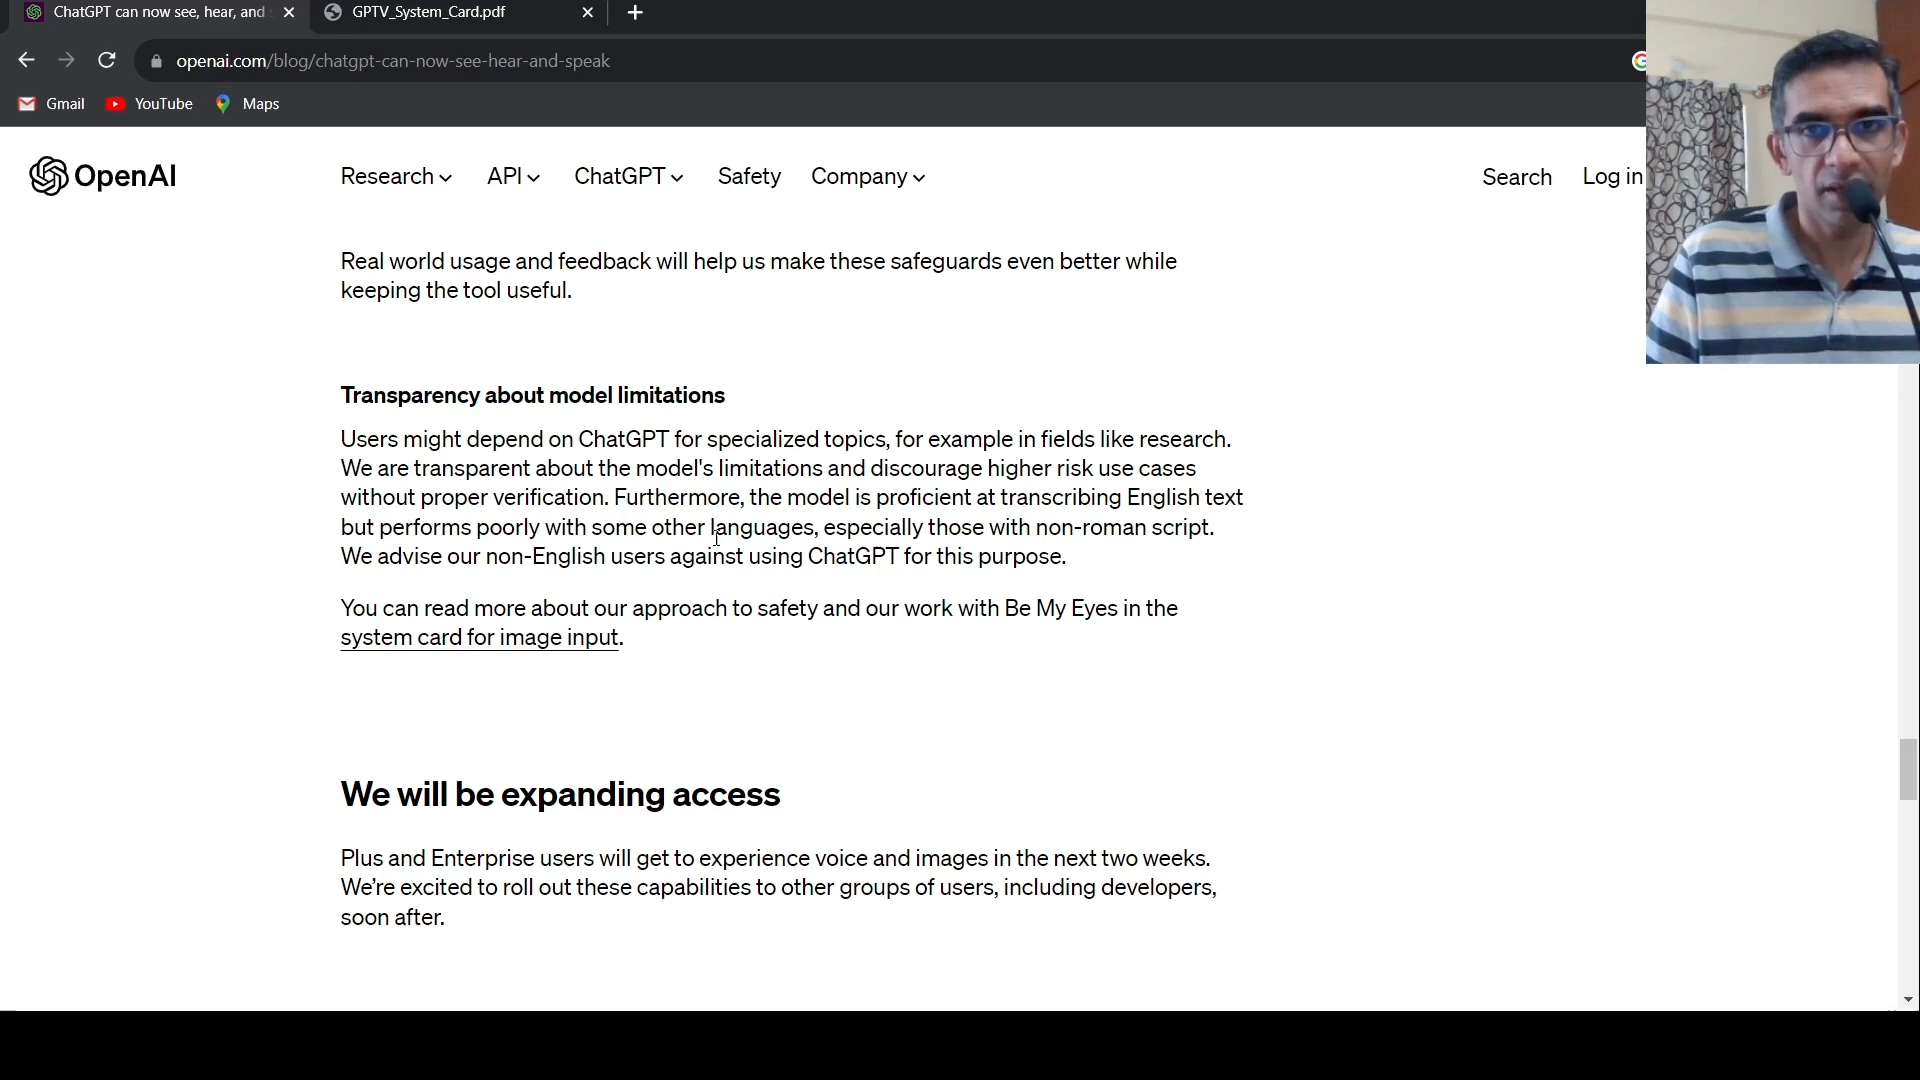 ChatGPT can now see, hear, and
GPTV_System_Card.pdf
openai.com/blog/chatgpt-can-now-see-hear-and-speak
Gmail YouTube Maps
OpenAI
Research API ChatGPT Safety Company
Search Log in
Real world usage and feedback will help us make these safeguards even better while
keeping the tool useful.
Transparency about model limitations
Users might depend on ChatGPT for specialized topics, for example in fields like research.
We are transparent about the model's limitations and discourage higher risk use cases
without proper verification. Furthermore, the model is proficient at transcribing English text
but performs poorly with some other languages, especially those with non-roman script.
We advise our non-English users against using ChatGPT for this purpose.
You can read more about our approach to safety and our work with Be My Eyes in the
system card for image input.
We will be expanding access
Plus and Enterprise users will get to experience voice and images in the next two weeks.
We’re excited to roll out these capabilities to other groups of users, including developers,
soon after.